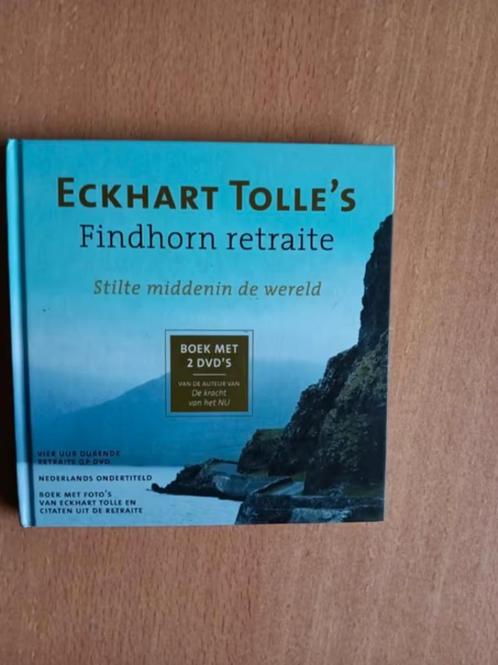 ECKHART TOLLE'S
Findhorn retraite
Stilte middenin de wereld
BOEK MET
2 DVD'S
VAN DE AUTEUR VAN
De kracht
van het NU
VIER UUR DURENDE
RETRAITE OP DVD
NEDERLANDS ONDERTITELD
BOEK MET FOTO'S
VAN ECKHART TOLLE EN
CITATEN UIT DE RETRAITE